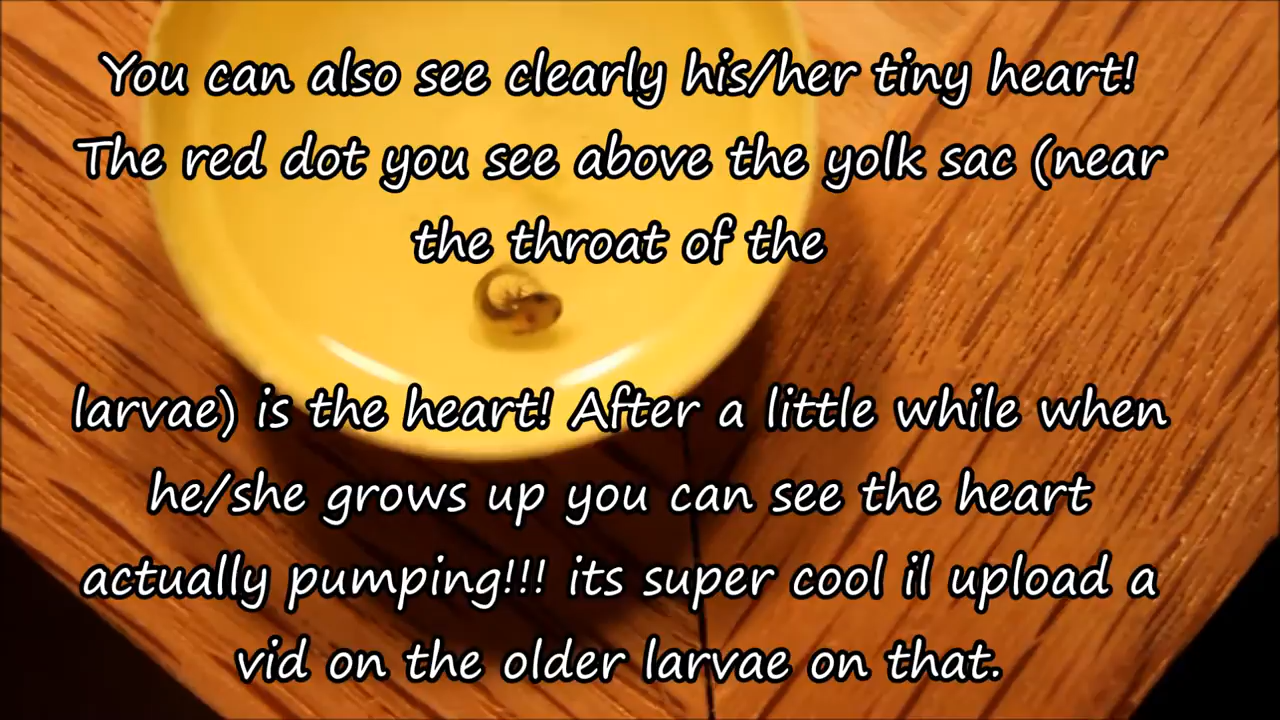 You can also see clearly his/her tiny heart!
The red dot you see above the yolk sac (near
the throat of the
larvae) is the heart! After a little while when
he/she grows up you can see the heart
actually pumping!!! its super cool il upload a
vid on the older larvae on that.